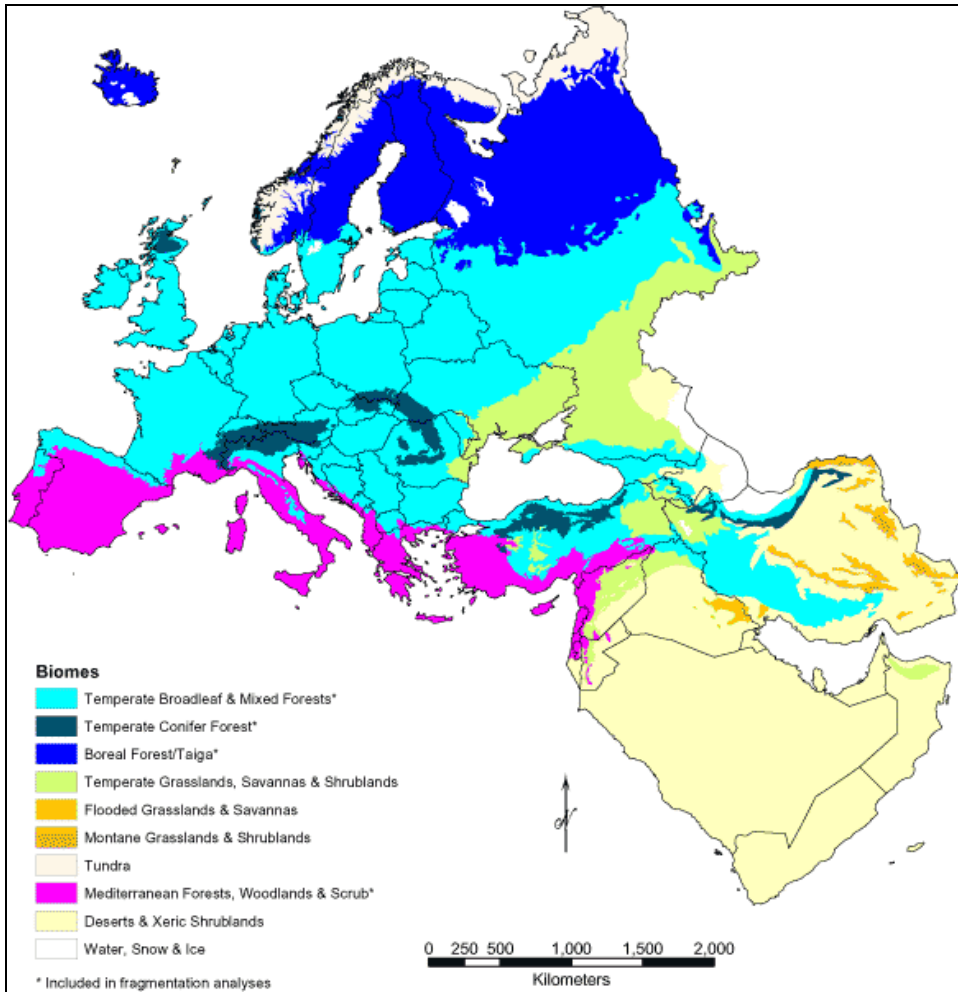 Biomes
Temperate Broadleaf & Mixed Forests*
Temperate Conifer Forest*
Boreal Forest/Taiga*
Temperate Grasslands, Savannas & Shrublands
Flooded Grasslands & Savannas
Montane Grasslands & Shrublands
Tundra
Mediterranean Forests, Woodlands & Scrub*
Deserts & Xeric Shrublands
Water, Snow & Ice
* Included in fragmentation analyses
N
0 250 500 1,000 1,500 2,000
Kilometers